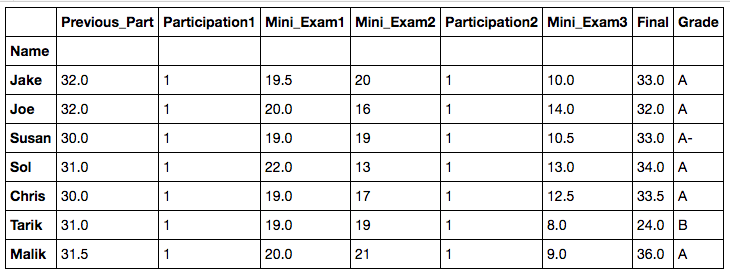 Previous_Part Participation1 Mini_Exam1 Mini_Exam2 Participation2 Mini_Exam3 Final Grade
Name
Jake 32.0 1 19.5 20 1 10.0 33.0 A
Joe 32.0 1 20.0 16 1 14.0 32.0 A
Susan 30.0 1 19.0 19 1 10.5 33.0 A-
Sol 31.0 1 22.0 13 1 13.0 34.0 A
Chris 30.0 1 19.0 17 1 12.5 33.5 A
Tarik 31.0 1 19.0 19 1 8.0 24.0 B
Malik 31.5 1 20.0 21 1 9.0 36.0 A